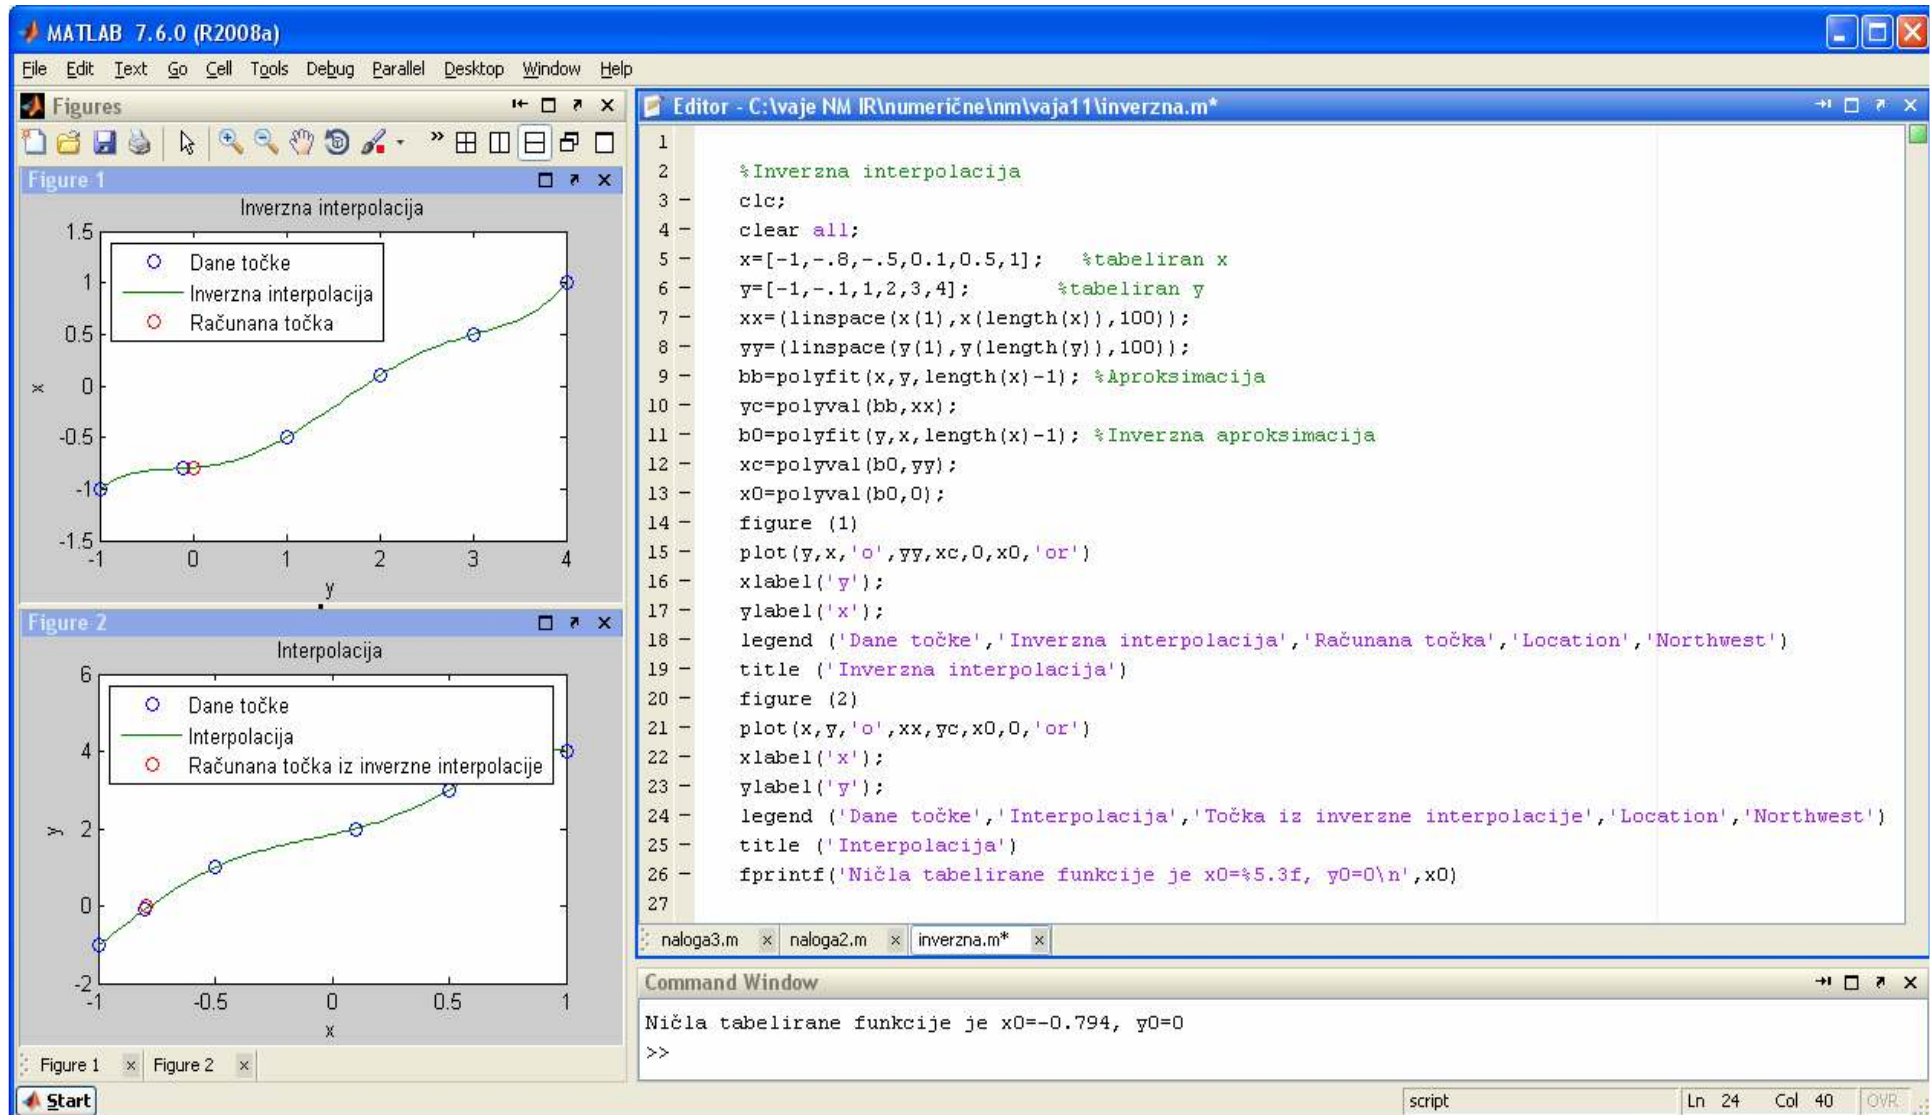 MATLAB 7.6.0 (R2008a)
File Edit Text Go Cell Tools Debug Parallel Desktop Window Help
Figures
Figure 1
Inverzna interpolacija
Dane točke
Inverzna interpolacija
Računana točka
1.5
1
0.5
0
-0.5
-1
-1.5
x
-1 0 1 2 3 4
y
Figure 2
Interpolacija
Dane točke
Interpolacija
Računana točka iz inverzne interpolacije
6
4
2
0
-2
y
-1 -0.5 0 0.5 1
x
Figure 1 Figure 2
Editor - C:\vaje NM IR\numerične\nm\vaja11\inverzna.m*
1
2 %Inverzna interpolacija
3 - clc;
4 - clear all;
5 - x=[-1,-.8,-.5,0.1,0.5,1]; %tabeliran x
6 - y=[-1,-.1,1,2,3,4]; %tabeliran y
7 - xx=(linspace(x(1),x(length(x)),100));
8 - yy=(linspace(y(1),y(length(y)),100));
9 - bb=polyfit(x,y,length(x)-1); %Aproksimacija
10 - yc=polyval(bb,xx);
11 - b0=polyfit(y,x,length(x)-1); %Inverzna aproksimacija
12 - xc=polyval(b0,yy);
13 - x0=polyval(b0,0);
14 - figure (1)
15 - plot(y,x,'o',yy,xc,0,x0,'or')
16 - xlabel('y');
17 - ylabel('x');
18 - legend ('Dane točke','Inverzna interpolacija','Računana točka','Location','Northwest')
19 - title ('Inverzna interpolacija')
20 - figure (2)
21 - plot(x,y,'o',xx,yc,x0,0,'or')
22 - xlabel('x');
23 - ylabel('y');
24 - legend ('Dane točke','Interpolacija','Točka iz inverzne interpolacije','Location','Northwest')
25 - title ('Interpolacija')
26 - fprintf('Ničla tabelirane funkcije je x0=%5.3f, y0=0\n',x0)
27
naloga3.m naloga2.m inverzna.m*
Command Window
Ničla tabelirane funkcije je x0=-0.794, y0=0
>>
Start
script Ln 24 Col 40 OVR